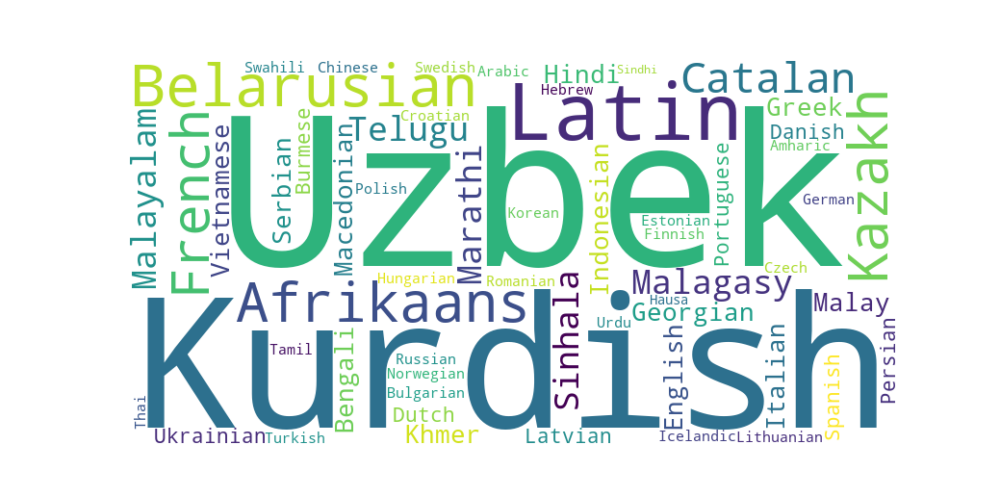 Swahili
Chinese
Swedish
Arabic
Hindi
Sindhi
Catalan
Belarusian
Hebrew
Latin
Greek
Croatian
Telugu
Danish
Amharic
Malayalam
French
Vietnamese
Serbian
Burmese
Macedonian
Polish
Marathi
Uzbek
Korean
Indonesian
Estonian
Finnish
Portuguese
German
Kazakh
Hungarian
Romanian
Czech
Afrikaans
Sinhala
Malagasy
Hausa
Malay
Georgian
Urdu
Kurdish
Tamil
Bengali
Russian
Norwegian
Bulgarian
English
Italian
Spanish
Persian
Thai
Dutch
Ukrainian
Turkish
Khmer
Latvian
Icelandic
Lithuanian